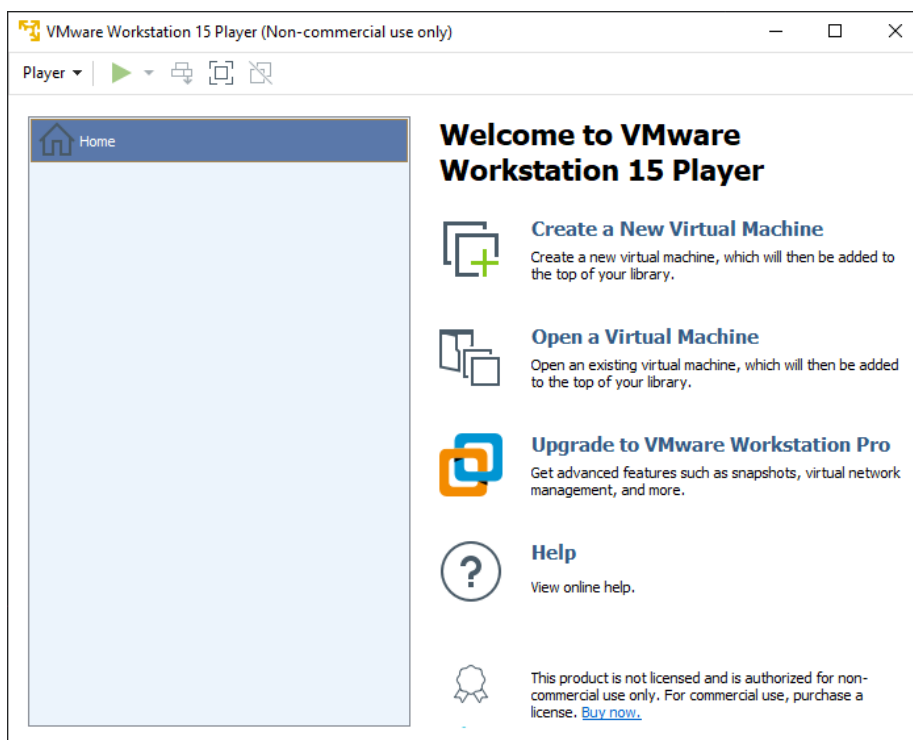 VMware Workstation 15 Player (Non-commercial use only)
Player
Home
Welcome to VMware
Workstation 15 Player
Create a New Virtual Machine
Create a new virtual machine, which will then be added to
the top of your library.
Open a Virtual Machine
Open an existing virtual machine, which will then be added
to the top of your library.
Upgrade to VMware Workstation Pro
Get advanced features such as snapshots, virtual network
management, and more.
Help
View online help.
This product is not licensed and is authorized for non-
commercial use only. For commercial use, purchase a
license. Buy now.